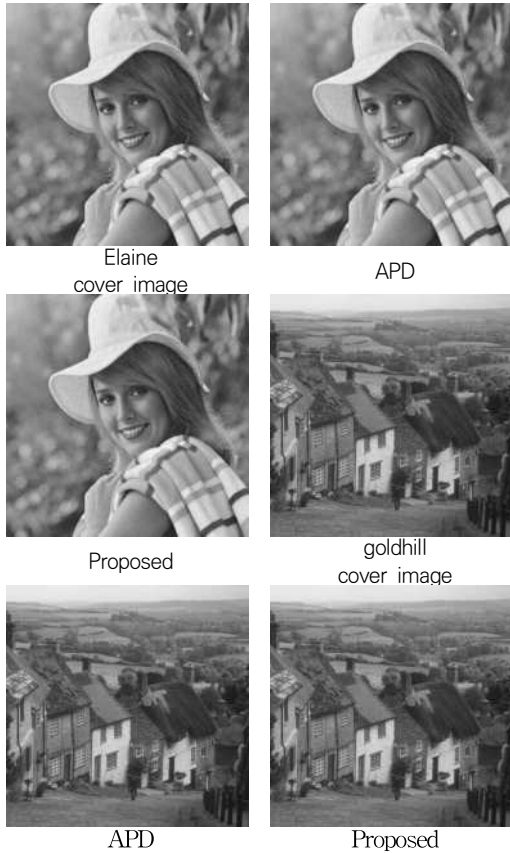 Elaine
cover image
APD
Proposed
goldhill
cover image
APD
Proposed